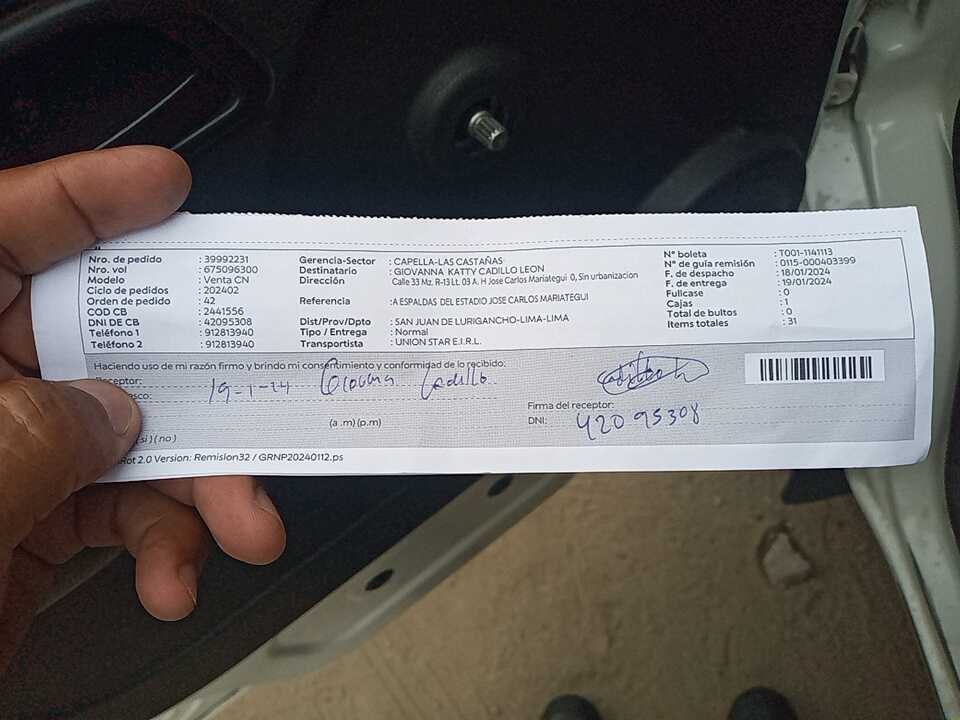 Nro. de pedido : 39992231
Nro. vol : 675096300
Modelo : Venta CN
Ciclo de pedidos : 202402
Orden de pedido : 42
COD CB : 2441556
DNI DE CB : 42095308
Teléfono 1 : 912813940
Teléfono 2 : 912813940
Gerencia-Sector : CAPELLA-LAS CASTAÑAS
Destinatario : GIOVANNA KATTY CADILLO LEON
Dirección Calle 33 Mz. R-13 Lt. 03 A. H Jose Carlos Mariategui 0, Sin urbanizacion
Referencia : A ESPALDAS DEL ESTADIO JOSE CARLOS MARIATEGUI
Dist/Prov/Dpto : SAN JUAN DE LURIGANCHO-LIMA-LIMA
Tipo / Entrega : Normal
Transportista : UNION STAR E.I.R.L.
N° boleta : T001-1141113
N° de guía remisión : 0115-000403399
F. de despacho : 18/01/2024
F. de entrega : 19/01/2024
Fullcase : 0
Cajas : 1
Total de bultos : 0
Items totales : 31
Haciendo uso de mi razón firmo y brindo mi consentimiento y conformidad de lo recibido.
Receptor:
19-1-24 Giovanna Cadillo
(a .m) (p.m)
(si) (no)
Firma del receptor:
DNI: 42095308
Rot 2.0 Version: Remision32 / GRNP20240112.ps